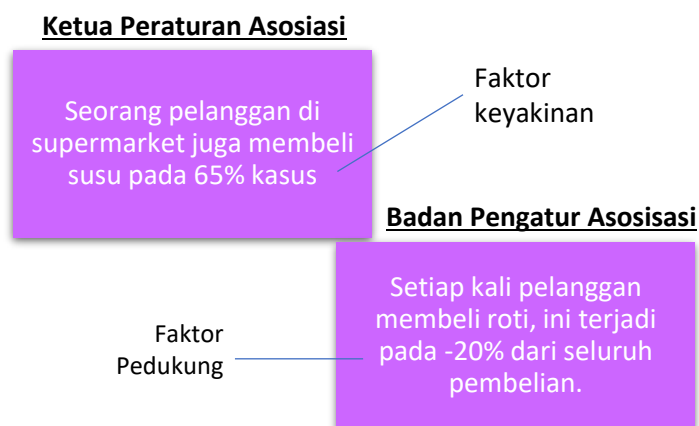 Ketua Peraturan Asosiasi
Seorang pelanggan di
supermarket juga membeli
susu pada 65% kasus
Faktor
keyakinan
Badan Pengatur Asosisasi
Setiap kali pelanggan
membeli roti, ini terjadi
pada -20% dari seluruh
pembelian.
Faktor
Pedukung